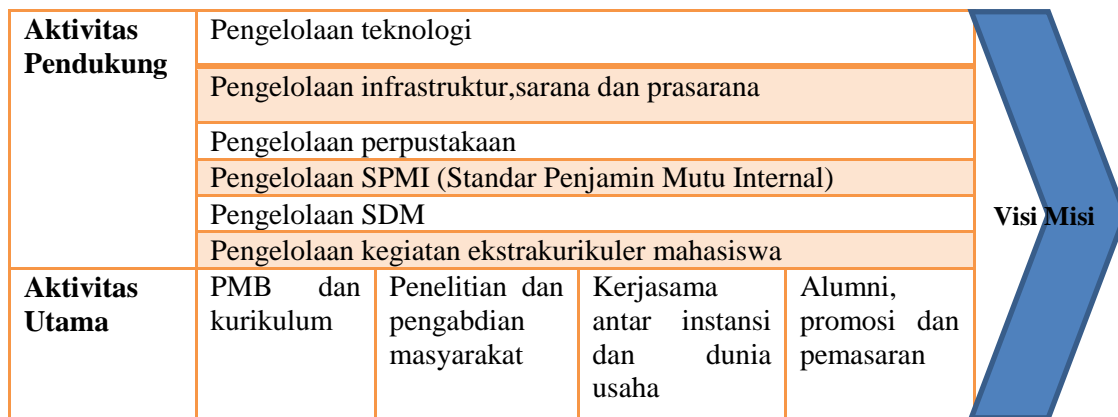 Aktivitas
Pendukung
Pengelolaan teknologi
Pengelolaan infrastruktur,sarana dan prasarana
Pengelolaan perpustakaan
Pengelolaan SPMI (Standar Penjamin Mutu Internal)
Pengelolaan SDM
Pengelolaan kegiatan ekstrakurikuler mahasiswa
Aktivitas
Utama
PMB dan
kurikulum
Penelitian dan
pengabdian
masyarakat
Kerjasama
antar instansi
dan dunia
usaha
Alumni,
promosi dan
pemasaran
Visi Misi